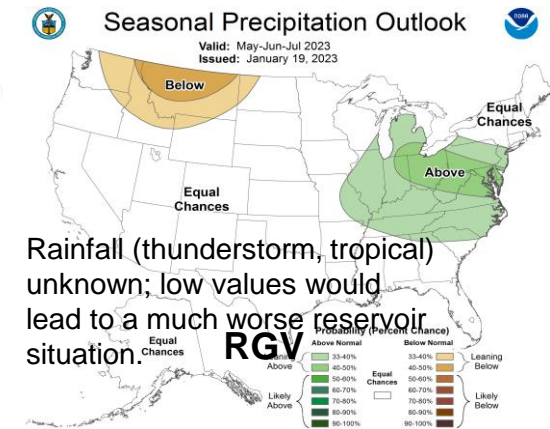 Seasonal Precipitation Outlook
NOAA
Valid: May-Jun-Jul 2023
Issued: January 19, 2023
Below
Equal
Chances
Above
Equal
Chances
Rainfall (thunderstorm, tropical)
unknown; low values would
lead to a much worse reservoir
situation.
Equal
Chances
RGV
Probability (Percent Chance)
Above Normal
Below Normal
Leaning
Above
33-40%
40-50%
50-60%
60-70%
70-80%
80-90%
90-100%
Likely
Above
Equal
Chances
33-40%
40-50%
50-60%
60-70%
70-80%
80-90%
90-100%
Leaning
Below
Likely
Below